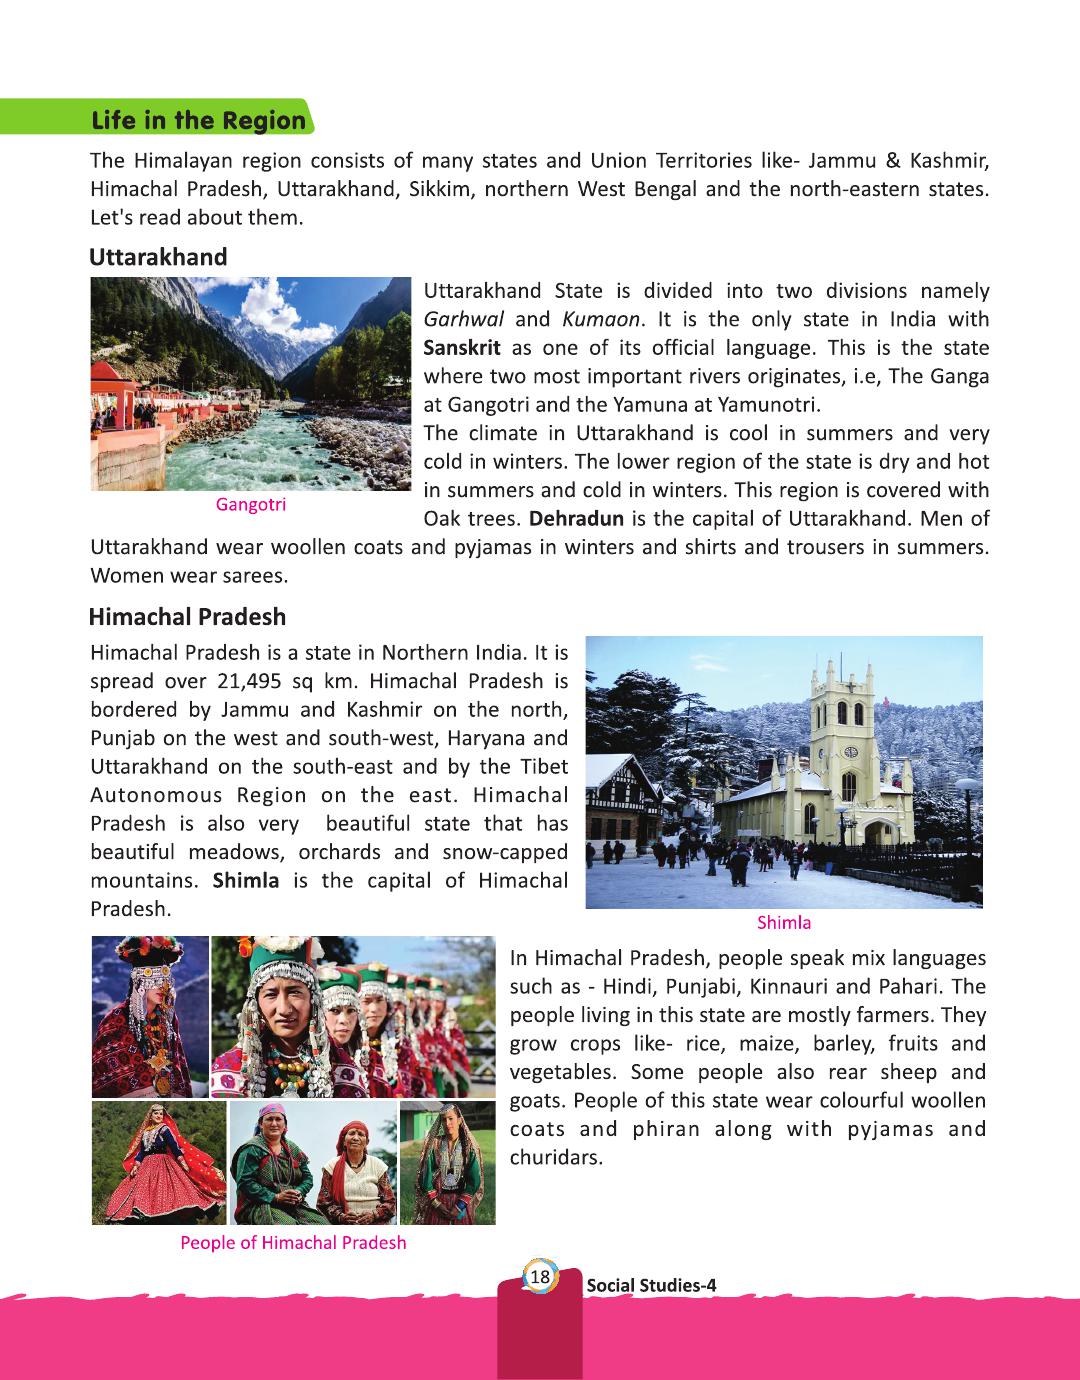 Life in the Region
The Himalayan region consists of many states and Union Territories like- Jammu & Kashmir,
Himachal Pradesh, Uttarakhand, Sikkim, northern West Bengal and the north-eastern states.
Let's read about them.
Uttarakhand
Uttarakhand State is divided into two divisions namely
Garhwal and Kumaon. It is the only state in India with
Sanskrit as one of its official language. This is the state
where two most important rivers originates, i.e, The Ganga
at Gangotri and the Yamuna at Yamunotri.
The climate in Uttarakhand is cool in summers and very
cold in winters. The lower region of the state is dry and hot
in summers and cold in winters. This region is covered with
Oak trees. Dehradun is the capital of Uttarakhand. Men of
Uttarakhand wear woollen coats and pyjamas in winters and shirts and trousers in summers.
Women wear sarees.
Gangotri
Himachal Pradesh
Himachal Pradesh is a state in Northern India. It is
spread over 21,495 sq km. Himachal Pradesh is
bordered by Jammu and Kashmir on the north,
Punjab on the west and south-west, Haryana and
Uttarakhand on the south-east and by the Tibet
Autonomous Region on the east. Himachal
Pradesh is also very beautiful state that has
beautiful meadows, orchards and snow-capped
mountains. Shimla is the capital of Himachal
Pradesh.
Shimla
In Himachal Pradesh, people speak mix languages
such as - Hindi, Punjabi, Kinnauri and Pahari. The
people living in this state are mostly farmers. They
grow crops like- rice, maize, barley, fruits and
vegetables. Some people also rear sheep and
goats. People of this state wear colourful woollen
coats and phiran along with pyjamas and
churidars.
People of Himachal Pradesh
18
Social Studies-4